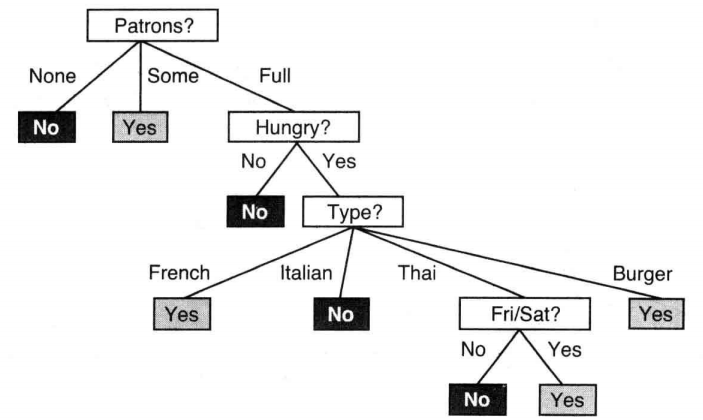 Patrons?
None Some Full
No Yes Hungry?
No Yes
No Type?
French Italian Thai Burger
Yes No Fri/Sat? Yes
No Yes
No Yes